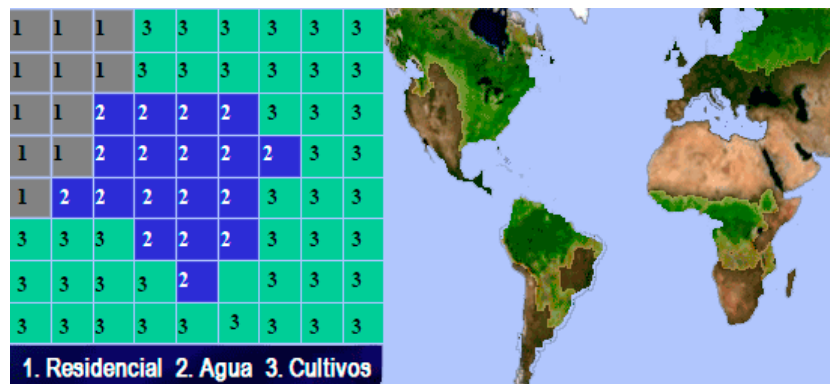 1 1 1 3 3 3 3 3 3
1 1 1 3 3 3 3 3 3
1 1 2 2 2 2 3 3 3
1 1 2 2 2 2 2 3 3
1 2 2 2 2 2 3 3 3
3 3 3 2 2 2 3 3 3
3 3 3 3 2 3 3 3
3 3 3 3 3 3 3 3 3
1. Residencial 2. Agua 3. Cultivos